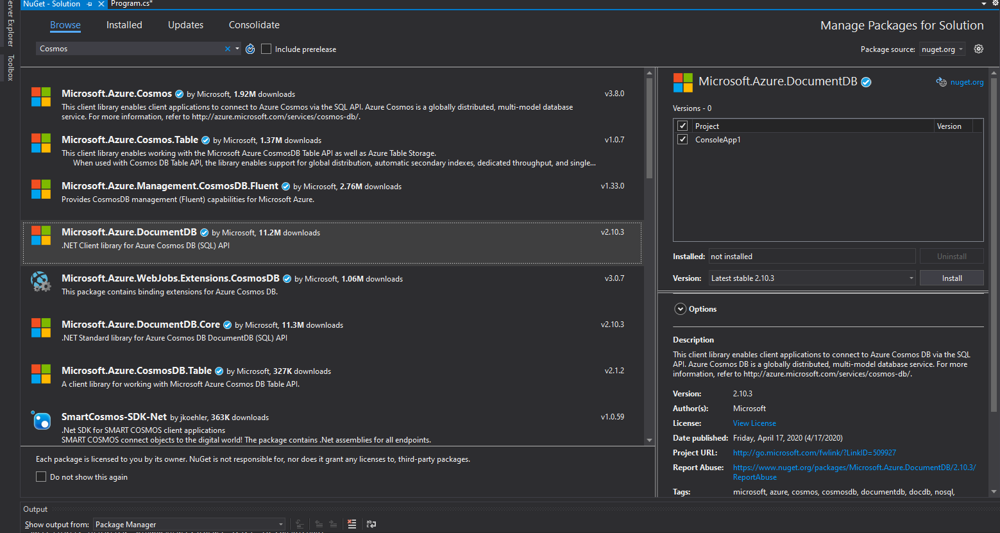 NuGet - Solution
Program.cs*
Server Explorer
Toolbox
Browse
Installed
Updates
Consolidate
Manage Packages for Solution
Cosmos
Include prerelease
Package source: nuget.org
Microsoft.Azure.Cosmos by Microsoft, 1.92M downloads v3.8.0
This client library enables client applications to connect to Azure Cosmos via the SQL API. Azure Cosmos is a globally distributed, multi-model database
service. For more information, refer to http://azure.microsoft.com/services/cosmos-db/.
Microsoft.Azure.Cosmos.Table by Microsoft, 1.37M downloads v1.0.7
This client library enables working with the Microsoft Azure CosmosDB Table API as well as Azure Table Storage.
When used with Cosmos DB Table API, the library enables support for global distribution, automatic secondary indexes, dedicated throughput, and single...
Microsoft.Azure.Management.CosmosDB.Fluent by Microsoft, 2.76M downloads v1.33.0
Provides CosmosDB management (Fluent) capabilities for Microsoft Azure.
Microsoft.Azure.DocumentDB by Microsoft, 11.2M downloads v2.10.3
.NET Client library for Azure Cosmos DB (SQL) API
Microsoft.Azure.WebJobs.Extensions.CosmosDB by Microsoft, 1.06M downloads v3.0.7
This package contains binding extensions for Azure Cosmos DB.
Microsoft.Azure.DocumentDB.Core by Microsoft, 11.3M downloads v2.10.3
.NET Standard library for Azure Cosmos DB DocumentDB (SQL) API
Microsoft.Azure.CosmosDB.Table by Microsoft, 327K downloads v2.1.2
A client library for working with Microsoft Azure Cosmos DB Table API.
SmartCosmos-SDK-Net by jkoehler, 363K downloads v1.0.59
.Net SDK for SMART COSMOS client applications
SMART COSMOS connect objects to the digital world! The package contains .Net assemblies for all endpoints.
Each package is licensed to you by its owner. NuGet is not responsible for, nor does it grant any licenses to, third-party packages.
Do not show this again
Microsoft.Azure.DocumentDB
nuget.org
Versions - 0
Project Version
ConsoleApp1
Installed: not installed Uninstall
Version: Latest stable 2.10.3 Install
Options
Description
This client library enables client applications to connect to Azure Cosmos DB via the SQL
API. Azure Cosmos DB is a globally distributed, multi-model database service. For more
information, refer to http://azure.microsoft.com/services/cosmos-db/.
Version: 2.10.3
Author(s): Microsoft
License: View License
Date published: Friday, April 17, 2020 (4/17/2020)
Project URL: http://go.microsoft.com/fwlink/?LinkID=509927
Report Abuse: https://www.nuget.org/packages/Microsoft.Azure.DocumentDB/2.10.3/
ReportAbuse
Tags: microsoft, azure, cosmos, cosmosdb, documentdb, docdb, nosql,
Output
Show output from: Package Manager